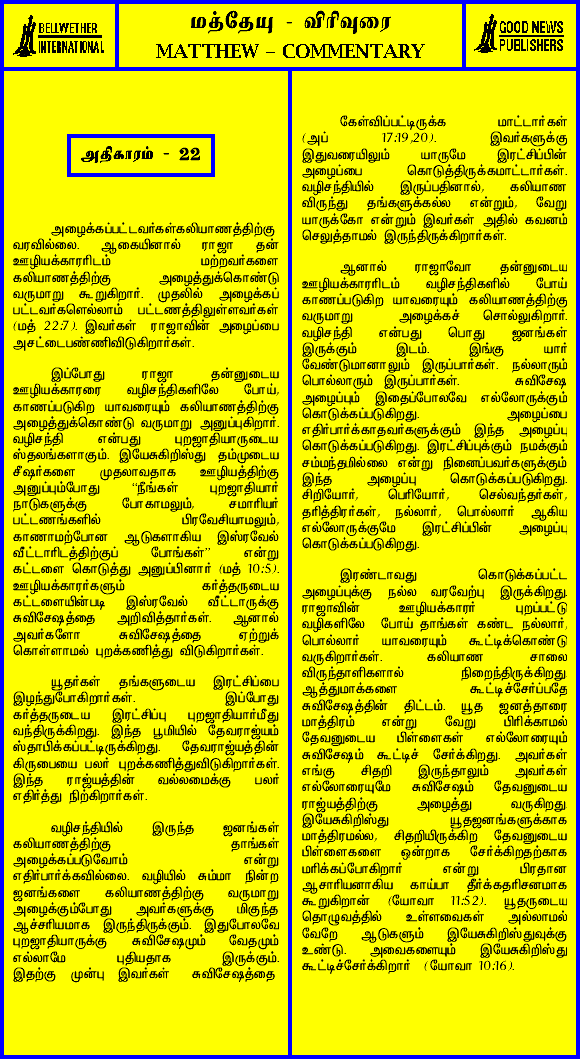 BELLWETHER
INTERNATIONAL
மத்தேயு - விரிவுரை
MATTHEW – COMMENTARY
GOOD NEWS
PUBLISHERS
அதிகாரம் - 22
அழைக்கப்பட்டவர்கள்கலியாணத்திற்கு
வரவில்லை. ஆகையினால் ராஜா தன்
ஊழியக்காரரிடம் மற்றவர்களை
கலியாணத்திற்கு அழைத்துக்கொண்டு
வருமாறு கூறுகிறார். முதலில் அழைக்கப்
பட்டவர்களெல்லாம் பட்டணத்திலுள்ளவர்கள்
(மத் 22:7). இவர்கள் ராஜாவின் அழைப்பை
அசட்டைபண்ணிவிடுகிறார்கள்.
இப்போது ராஜா தன்னுடைய
ஊழியக்காரரை வழிசந்திகளிலே போய்,
காணப்படுகிற யாவரையும் கலியாணத்திற்கு
அழைத்துக்கொண்டு வருமாறு அனுப்புகிறார்.
வழிசந்தி என்பது புறஜாதியாருடைய
ஸ்தலங்களாகும். இயேசுகிறிஸ்து தம்முடைய
சீஷர்களை முதலாவதாக ஊழியத்திற்கு
அனுப்பும்போது "நீங்கள் புறஜாதியார்
நாடுகளுக்கு போகாமலும், சமாரியர்
பட்டணங்களில் பிரவேசியாமலும்,
காணாமற்போன ஆடுகளாகிய இஸ்ரவேல்
வீட்டாரிடத்திற்குப் போங்கள்" என்று
கட்டளை கொடுத்து அனுப்பினார் (மத் 10:5).
ஊழியக்காரர்களும் கர்த்தருடைய
கட்டளையின்படி இஸ்ரவேல் வீட்டாருக்கு
சுவிசேஷத்தை அறிவித்தார்கள். ஆனால்
அவர்களோ சுவிசேஷத்தை ஏற்றுக்
கொள்ளாமல் புறக்கணித்து விடுகிறார்கள்.
யூதர்கள் தங்களுடைய இரட்சிப்பை
இழந்துபோகிறார்கள். இப்போது
கர்த்தருடைய இரட்சிப்பு புறஜாதியார்மீது
வந்திருக்கிறது. இந்த பூமியில் தேவராஜ்யம்
ஸ்தாபிக்கப்பட்டிருக்கிறது. தேவராஜ்யத்தின்
கிருபையை பலர் புறக்கணித்துவிடுகிறார்கள்.
இந்த ராஜ்யத்தின் வல்லமைக்கு பலர்
எதிர்த்து நிற்கிறார்கள்.
வழிசந்தியில் இருந்த ஜனங்கள்
கலியாணத்திற்கு தாங்கள்
அழைக்கப்படுவோம் என்று
எதிர்பார்க்கவில்லை. வழியில் சும்மா நின்ற
ஜனங்களை கலியாணத்திற்கு வருமாறு
அழைக்கும்போது அவர்களுக்கு மிகுந்த
ஆச்சரியமாக இருந்திருக்கும். இதுபோலவே
புறஜாதியாருக்கு சுவிசேஷமும் வேதமும்
எல்லாமே புதியதாக இருக்கும்.
இதற்கு முன்பு இவர்கள் சுவிசேஷத்தை
கேள்விப்பட்டிருக்க மாட்டார்கள்
(அப் 17:19,20). இவர்களுக்கு
இதுவரையிலும் யாருமே இரட்சிப்பின்
அழைப்பை கொடுத்திருக்கமாட்டார்கள்.
வழிசந்தியில் இருப்பதினால், கலியாண
விருந்து தங்களுக்கல்ல என்றும், வேறு
யாருக்கோ என்றும் இவர்கள் அதில் கவனம்
செலுத்தாமல் இருந்திருக்கிறார்கள்.
ஆனால் ராஜாவோ தன்னுடைய
ஊழியக்காரரிடம் வழிசந்திகளில் போய்
காணப்படுகிற யாவரையும் கலியாணத்திற்கு
வருமாறு அழைக்கச் சொல்லுகிறார்.
வழிசந்தி என்பது பொது ஜனங்கள்
இருக்கும் இடம். இங்கு யார்
வேண்டுமானாலும் இருப்பார்கள். நல்லாரும்
பொல்லாரும் இருப்பார்கள். சுவிசேஷ
அழைப்பும் இதைப்போலவே எல்லோருக்கும்
கொடுக்கப்படுகிறது. அழைப்பை
எதிர்பார்க்காதவர்களுக்கும் இந்த அழைப்பு
கொடுக்கப்படுகிறது. இரட்சிப்புக்கும் நமக்கும்
சம்மந்தமில்லை என்று நினைப்பவர்களுக்கும்
இந்த அழைப்பு கொடுக்கப்படுகிறது.
சிறியோர், பெரியோர், செல்வந்தர்கள்,
தரித்திரர்கள், நல்லார், பொல்லார் ஆகிய
எல்லோருக்குமே இரட்சிப்பின் அழைப்பு
கொடுக்கப்படுகிறது.
இரண்டாவது கொடுக்கப்பட்ட
அழைப்புக்கு நல்ல வரவேற்பு இருக்கிறது.
ராஜாவின் ஊழியக்காரர் புறப்பட்டு
வழிகளிலே போய் தாங்கள் கண்ட நல்லார்,
பொல்லார் யாவரையும் கூட்டிக்கொண்டு
வருகிறார்கள். கலியாண சாலை
விருந்தாளிகளால் நிறைந்திருக்கிறது.
ஆத்துமாக்களை கூட்டிச்சேர்ப்பதே
சுவிசேஷத்தின் திட்டம். யூத ஜனத்தாரை
மாத்திரம் என்று வேறு பிரிக்காமல்
தேவனுடைய பிள்ளைகள் எல்லோரையும்
சுவிசேஷம் கூட்டிச் சேர்க்கிறது. அவர்கள்
எங்கு சிதறி இருந்தாலும் அவர்கள்
எல்லோரையுமே சுவிசேஷம் தேவனுடைய
ராஜ்யத்திற்கு அழைத்து வருகிறது.
இயேசுகிறிஸ்து யூதஜனங்களுக்காக
மாத்திரமல்ல, சிதறியிருக்கிற தேவனுடைய
பிள்ளைகளை ஒன்றாக சேர்க்கிறதற்காக
மரிக்கப்போகிறார் என்று பிரதான
ஆசாரியனாகிய காய்பா தீர்க்கதரிசனமாக
கூறுகிறான் (யோவா 11:52). யூதருடைய
தொழுவத்தில் உள்ளவைகள் அல்லாமல்
வேறே ஆடுகளும் இயேசுகிறிஸ்துவுக்கு
உண்டு. அவைகளையும் இயேசுகிறிஸ்து
கூட்டிச்சேர்க்கிறார் (யோவா 10:16).